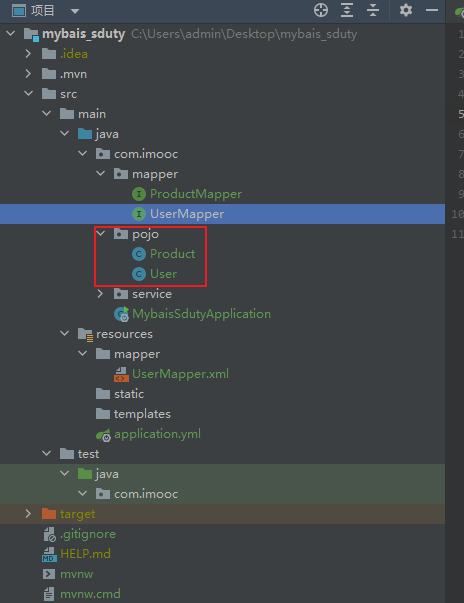 项目
mybais_sduty C:\Users\admin\Desktop\mybais_sduty
.idea
.mvn
src
main
java
com.imooc
mapper
ProductMapper
UserMapper
pojo
Product
User
service
MybaisSdutyApplication
resources
mapper
UserMapper.xml
static
templates
application.yml
test
java
com.imooc
target
.gitignore
HELP.md
mvnw
mvnw.cmd
1
2
3
4
5
6
7
8
9
10
11